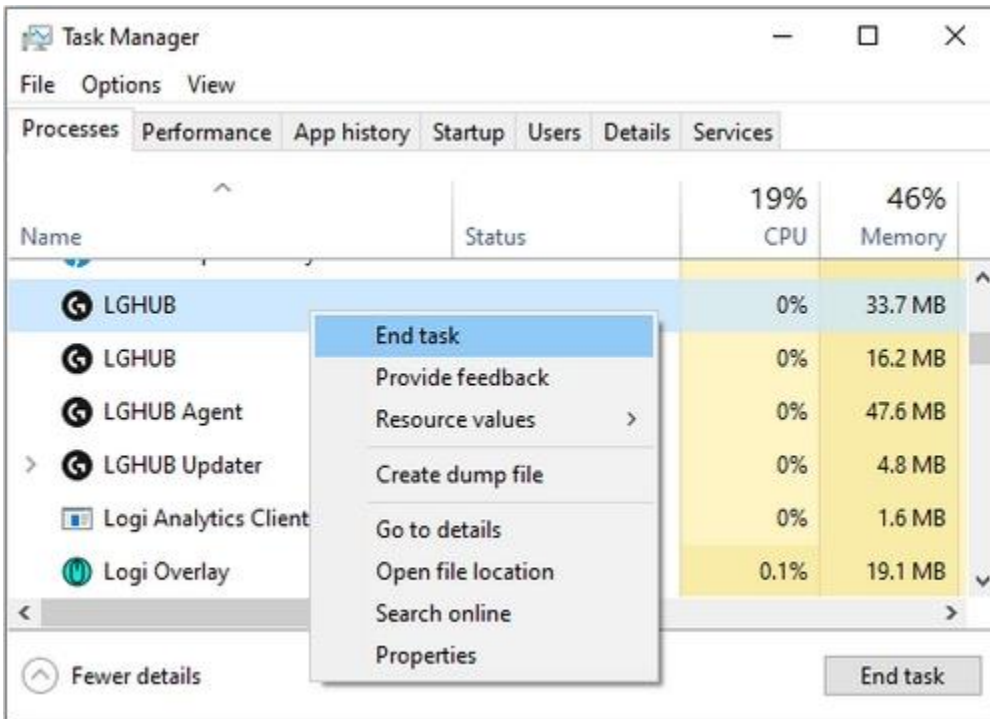 Task Manager
File Options View
Processes Performance App history Startup Users Details Services
19% 46%
Name Status CPU Memory
LGHUB 0% 33.7 MB
End task
LGHUB 0% 16.2 MB
Provide feedback
LGHUB Agent 0% 47.6 MB
Resource values
LGHUB Updater 0% 4.8 MB
Create dump file
Logi Analytics Client 0% 1.6 MB
Go to details
Logi Overlay 0.1% 19.1 MB
Open file location
Search online
Properties
Fewer details End task